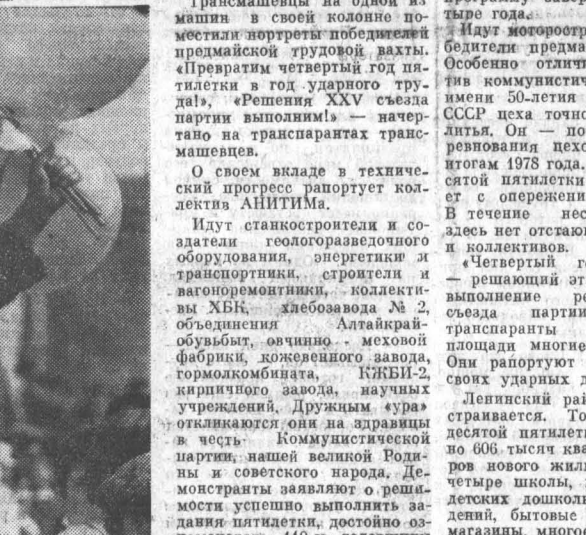 Трансмашевцы на одной из
машин в своей колонне по-
местили портреты победителей
предмайской трудовой вахты.
«Превратим четвертый год пя-
тилетки в год ударного тру-
да!», «Решения XXV съезда
партии выполним!» — начер-
тано на транспарантах транс-
машевцев.
О своем вкладе в техниче-
ский прогресс рапортует кол-
лектив АНИТИМа.
Идут станкостроители и со-
здатели геологоразведочного
оборудования, энергетики и
транспортники, строители и
вагоноремонтники, коллекти-
вы ХБК, хлебозавода № 2,
объединения Алтайкрай-
обувьбыт, овчинно - меховой
фабрики, кожевенного завода,
гормолкомбината, КЖБИ-2,
кирпичного завода, научных
учреждений. Дружным «ура»
откликаются они на здравицы
в честь Коммунистической
партии, нашей великой Роди-
ны и советского народа. Де-
монстранты заявляют о реши-
мости успешно выполнить за-
дания пятилетки, достойно оз-
тыре года.
Идут моторостр
бедители предма
Особенно отличи
тив коммунистич
имени 50-летия
СССР цеха точно
литья. Он — по
ревнования цехо
итогам 1978 года.
сятой пятилетки
ет с опережени
В течение нес
здесь нет отстаю
и коллективов.
«Четвертый г
— решающий эт
выполнение ре
съезда партии
транспаранты
площади многие
Они рапортуют
своих ударных д
Ленинский рай
страивается. То
десятой пятилет
но 606 тысяч ква
ров нового жил
четыре школы,
детских дошколь
дений, бытовые
магазины, многое